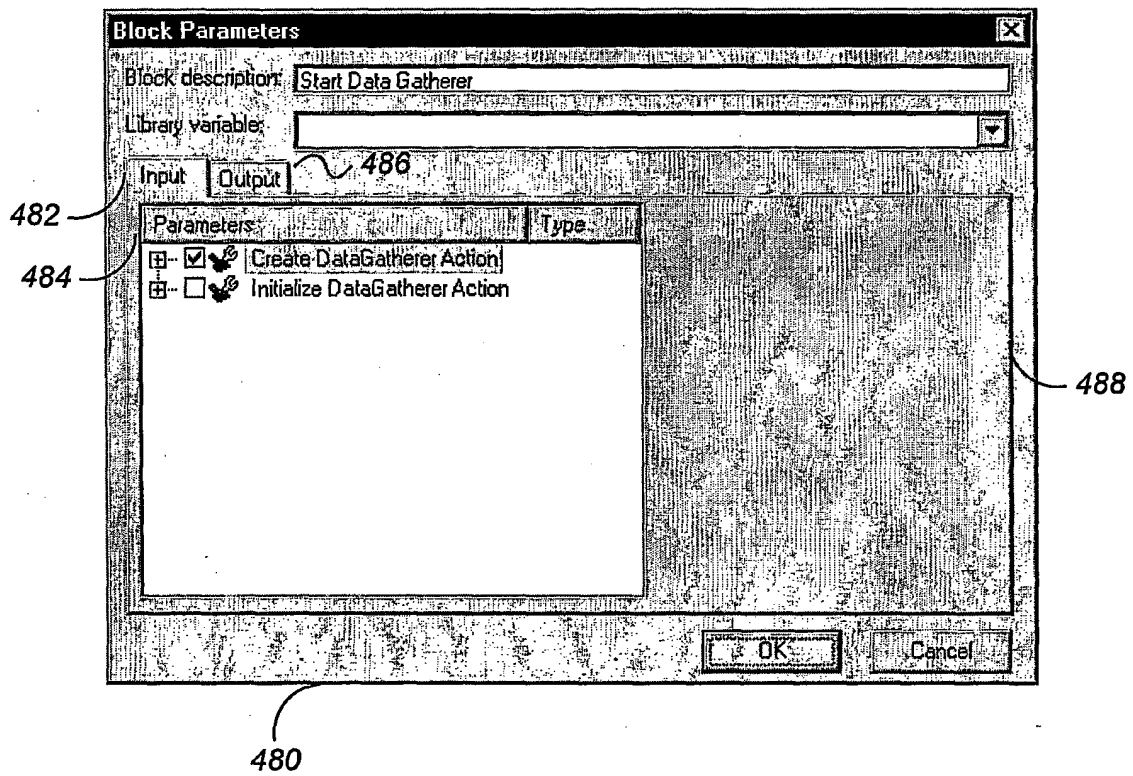 Block Parameters
Block description: Start Data Gatherer
Library variable:
486
Input Output
482
Parameters Type
484
Create DataGatherer Action
Initialize DataGatherer Action
488
OK Cancel
480